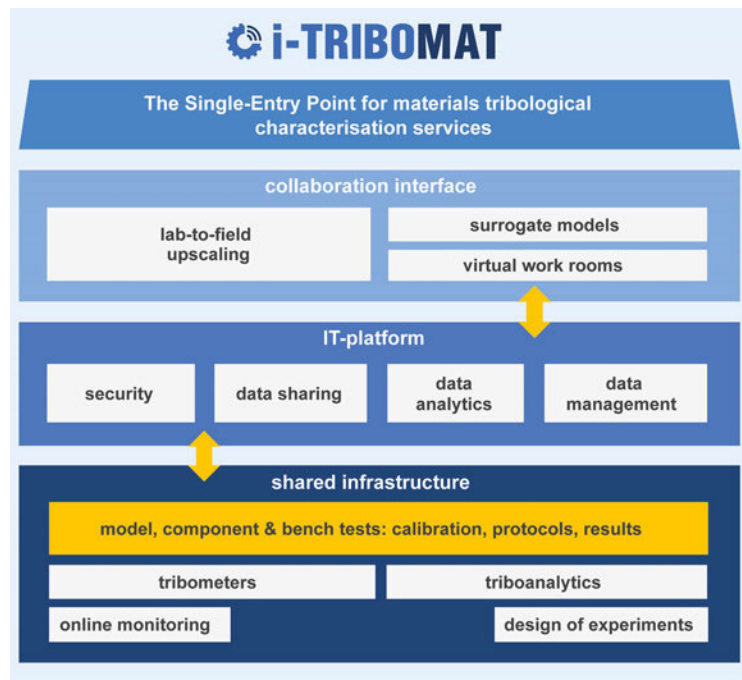 i-TRIBOMAT
The Single-Entry Point for materials tribological
characterisation services
collaboration interface
lab-to-field
upscaling
surrogate models
virtual work rooms
IT-platform
security
data sharing
data
analytics
data
management
shared infrastructure
model, component & bench tests: calibration, protocols, results
tribometers
triboanalytics
online monitoring
design of experiments